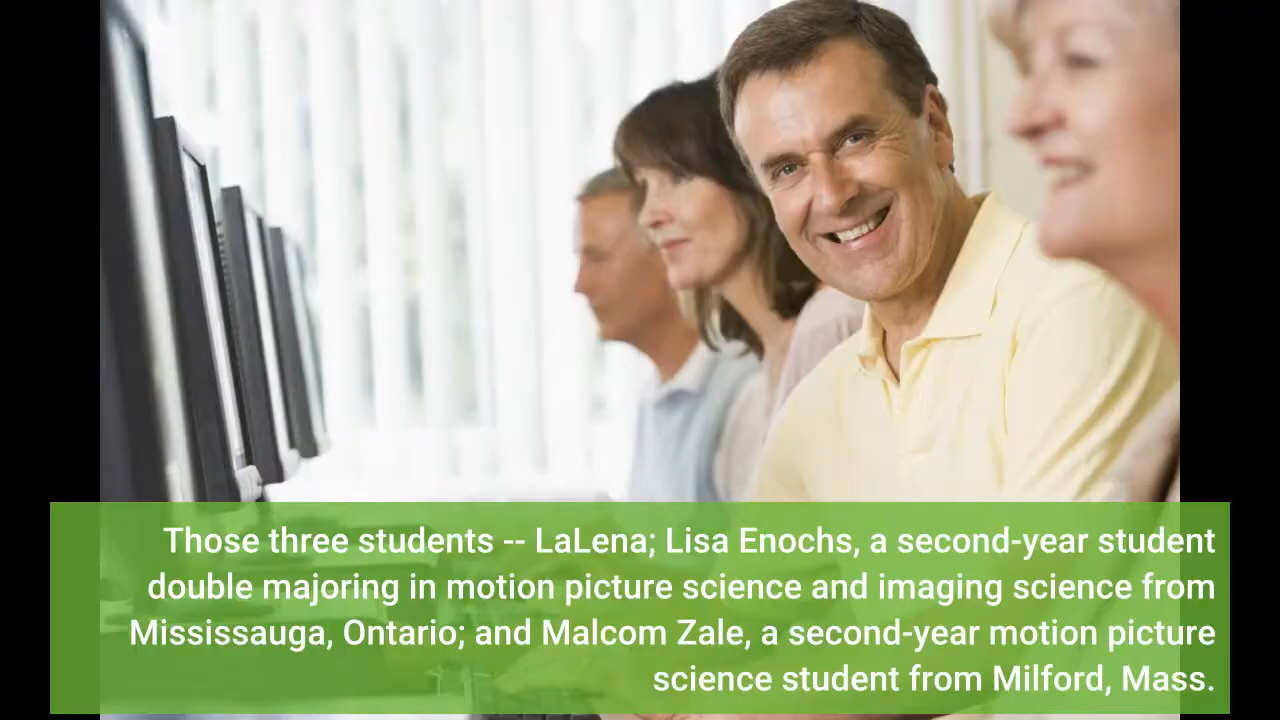 Those three students -- LaLena; Lisa Enochs, a second-year student
double majoring in motion picture science and imaging science from
Mississauga, Ontario; and Malcom Zale, a second-year motion picture
science student from Milford, Mass.